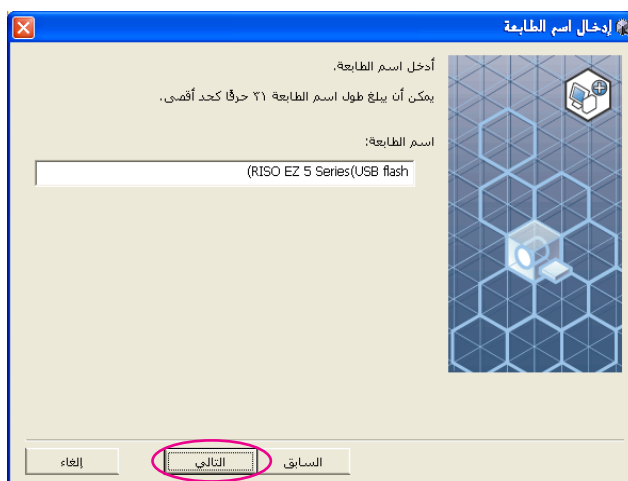 إدخال اسم الطابعة
أدخل اسم الطابعة.
يمكن أن يبلغ طول اسم الطابعة ٣١ حرفًا كحد أقصى.
اسم الطابعة:
(RISO EZ 5 Series(USB flash
السابق
التالي
إلغاء